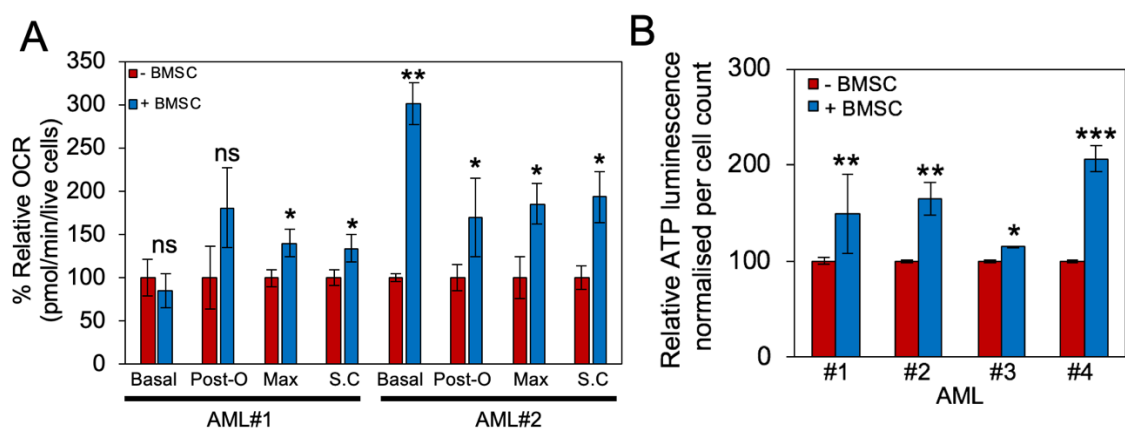 A
% Relative OCR
(pmol/min/live cells)
350
300
250
200
150
100
50
0
- BMSC
+ BMSC
ns
ns
*
*
**
*
*
*
Basal Post-O Max S.C Basal Post-O Max S.C
AML#1 AML#2
B
Relative ATP luminescence
normalised per cell count
300
200
100
0
- BMSC
+ BMSC
**
**
*
***
#1 #2 #3 #4
AML